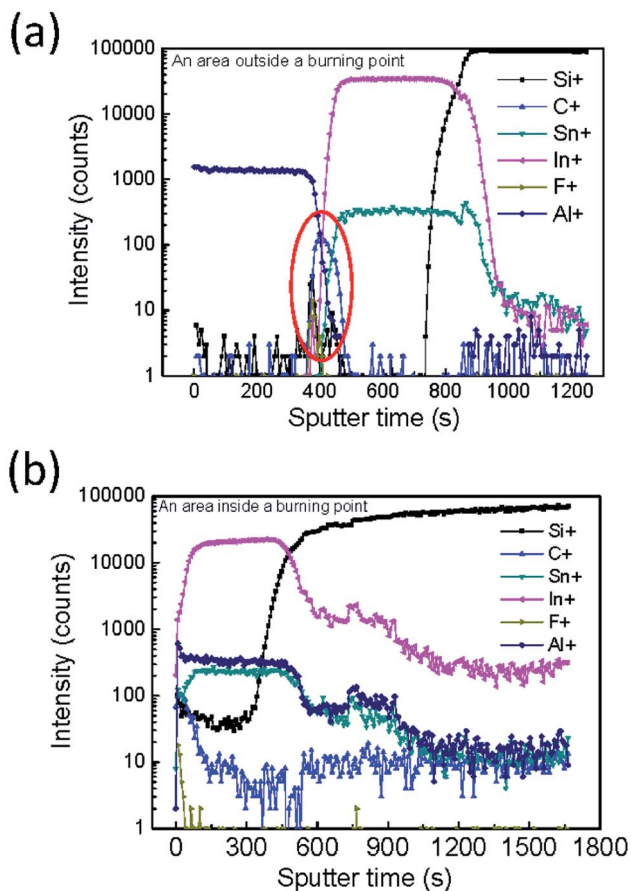 (a)
An area outside a burning point
100000
10000
1000
100
10
1
Intensity (counts)
Si+
C+
Sn+
In+
F+
Al+
0 200 400 600 800 1000 1200
Sputter time (s)
(b)
An area inside a burning point
100000
10000
1000
100
10
1
Intensity (counts)
Si+
C+
Sn+
In+
F+
Al+
0 300 600 900 1200 1500 1800
Sputter time (s)